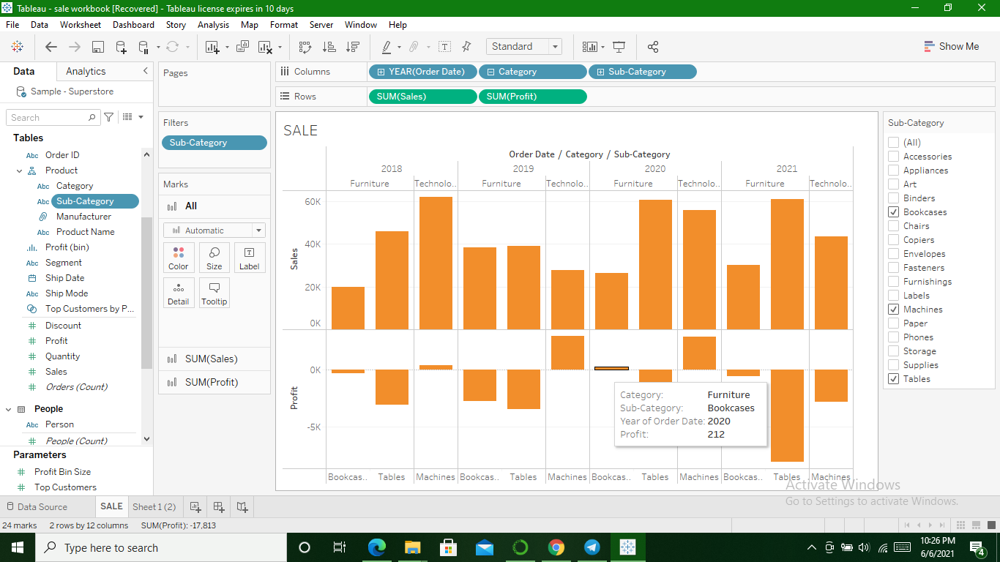 Tableau - sale workbook [Recovered] - Tableau license expires in 10 days
File Data Worksheet Dashboard Story Analysis Map Format Server Window Help
Standard Show Me
Data Analytics
Sample - Superstore
Search
Tables
Abc Order ID
Product
Abc Category
Abc Sub-Category
Manufacturer
Abc Product Name
Profit (bin)
Abc Segment
Ship Date
Abc Ship Mode
Top Customers by P...
Discount
Profit
Quantity
Sales
Orders (Count)
People
Abc Person
People (Count)
Parameters
Profit Bin Size
Top Customers
Pages
Filters
Sub-Category
Marks
All
Automatic
Color Size Label
Detail Tooltip
SUM(Sales)
SUM(Profit)
Columns YEAR(Order Date) Category Sub-Category
Rows SUM(Sales) SUM(Profit)
SALE
Order Date / Category / Sub-Category
2018 2019 2020 2021
Furniture Technolo.. Furniture Technolo.. Furniture Technolo.. Furniture Technolo..
60K
40K
Sales
20K
0K
0K
Profit
-5K
Category: Furniture
Sub-Category: Bookcases
Year of Order Date: 2020
Profit: 212
Bookcas.. Tables Machines Bookcas.. Tables Machines Bookcas.. Tables Machines Bookcas.. Tables Machines
Sub-Category
(All)
Accessories
Appliances
Art
Binders
Bookcases
Chairs
Copiers
Envelopes
Fasteners
Furnishings
Labels
Machines
Paper
Phones
Storage
Supplies
Tables
Activate Windows
Go to Settings to activate Windows.
Data Source SALE Sheet 1 (2)
24 marks 2 rows by 12 columns SUM(Profit): -17,813
Type here to search
10:26 PM
6/6/2021
4